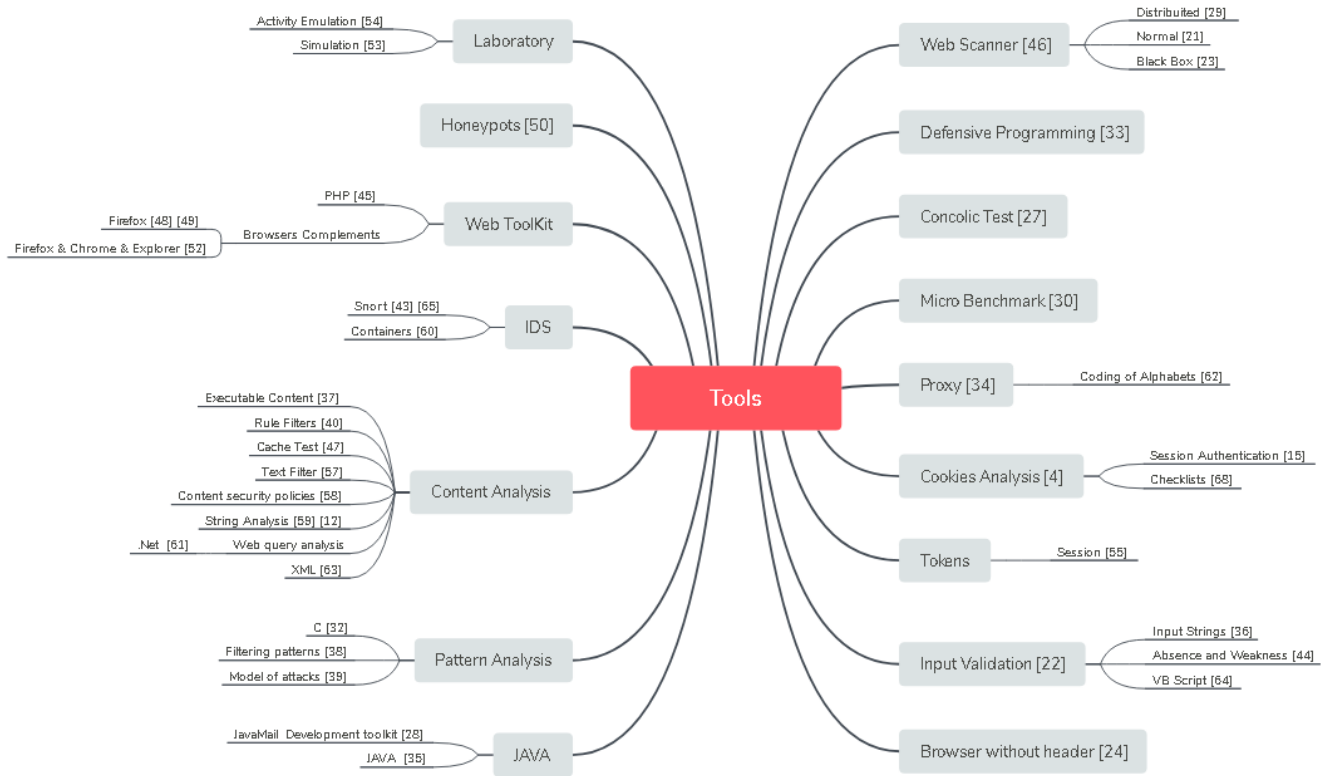 Activity Emulation [54]
Simulation [53]
Laboratory
Honeypots [50]
PHP [45]
Firefox [48] [49]
Firefox & Chrome & Explorer [52]
Browsers Complements
Web ToolKit
Snort [43] [65]
Containers [60]
IDS
Executable Content [37]
Rule Filters [40]
Cache Test [47]
Text Filter [57]
Content security policies [58]
String Analysis [59] [12]
.Net [61]
Web query analysis
XML [63]
Content Analysis
C [32]
Filtering patterns [38]
Model of attacks [39]
Pattern Analysis
JavaMail Development toolkit [28]
JAVA [35]
JAVA
Tools
Web Scanner [46]
Distribuited [29]
Normal [21]
Black Box [23]
Defensive Programming [33]
Concolic Test [27]
Micro Benchmark [30]
Proxy [34]
Coding of Alphabets [62]
Cookies Analysis [4]
Session Authentication [15]
Checklists [68]
Tokens
Session [55]
Input Validation [22]
Input Strings [36]
Absence and Weakness [44]
VB Script [64]
Browser without header [24]